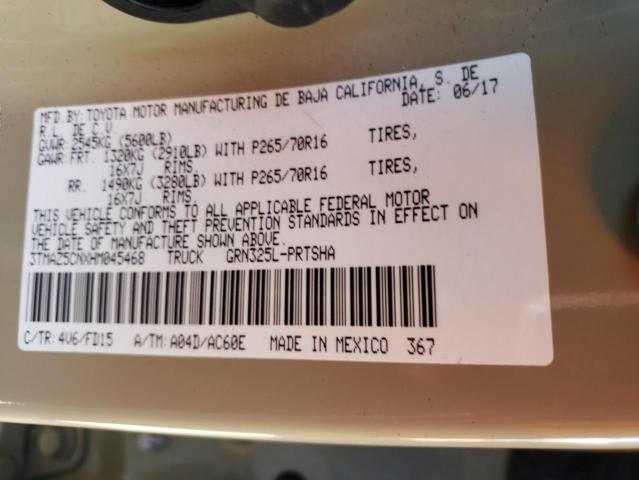 MFD.BY: TOYOTA MOTOR MANUFACTURING DE BAJA CALIFORNIA, S. DE
R.L. DE C.V. DATE: 06/17
GVWR: 2545KG (5600LB)
GAWR: FRT. 1320KG (2910LB) WITH P265/70R16 TIRES,
16X7J RIMS,
RR. 1490KG (3280LB) WITH P265/70R16 TIRES,
16X7J RIMS,
THIS VEHICLE CONFORMS TO ALL APPLICABLE FEDERAL MOTOR
VEHICLE SAFETY AND THEFT PREVENTION STANDARDS IN EFFECT ON
DATE OF MANUFACTURE SHOWN ABOVE.
3TMAZ5CNXHM045468 TRUCK GRN325L-PRTSHA
C/TR: 4V6/FD15 A/TM: A04D/AC60E MADE IN MEXICO 367